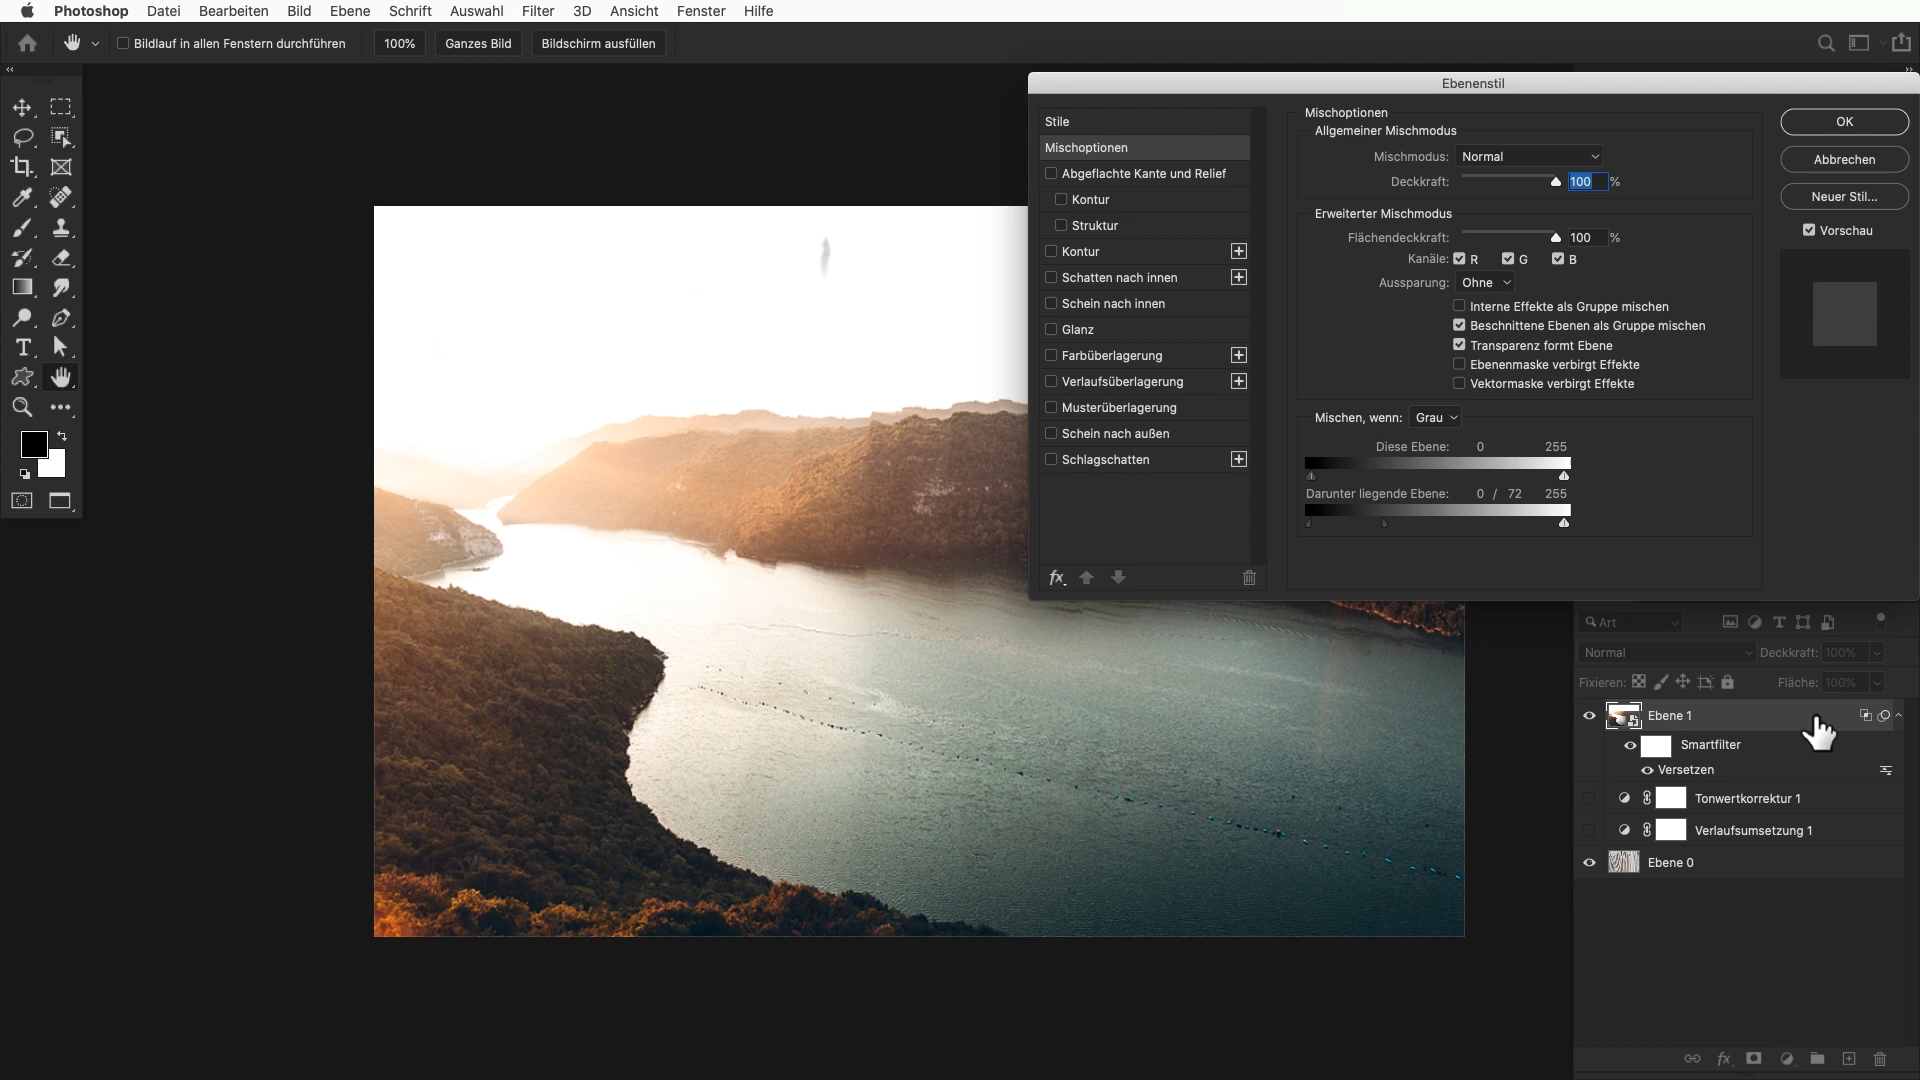 Photoshop Datei Bearbeiten Bild Ebene Schrift Auswahl Filter 3D Ansicht Fenster Hilfe
Bildlauf in allen Fenstern durchführen 100% Ganzes Bild Bildschirm ausfüllen
Ebenenstil
Stile
Mischoptionen
Abgeflachte Kante und Relief
Kontur
Struktur
Kontur
Schatten nach innen
Schein nach innen
Glanz
Farbüberlagerung
Verlaufsüberlagerung
Musterüberlagerung
Schein nach außen
Schlagschatten
fx
Mischoptionen
Allgemeiner Mischmodus
Mischmodus: Normal
Deckkraft: 100 %
Erweiterter Mischmodus
Flächendeckkraft: 100 %
Kanäle: R G B
Aussparung: Ohne
Interne Effekte als Gruppe mischen
Beschnittene Ebenen als Gruppe mischen
Transparenz formt Ebene
Ebenenmaske verbirgt Effekte
Vektormaske verbirgt Effekte
Mischen, wenn: Grau
Diese Ebene: 0 255
Darunter liegende Ebene: 0 / 72 255
OK
Abbrechen
Neuer Stil...
Vorschau
Art
Normal Deckkraft: 100%
Fixieren: Fläche: 100%
Ebene 1
Smartfilter
Versetzen
Tonwertkorrektur 1
Verlaufsumsetzung 1
Ebene 0
fx